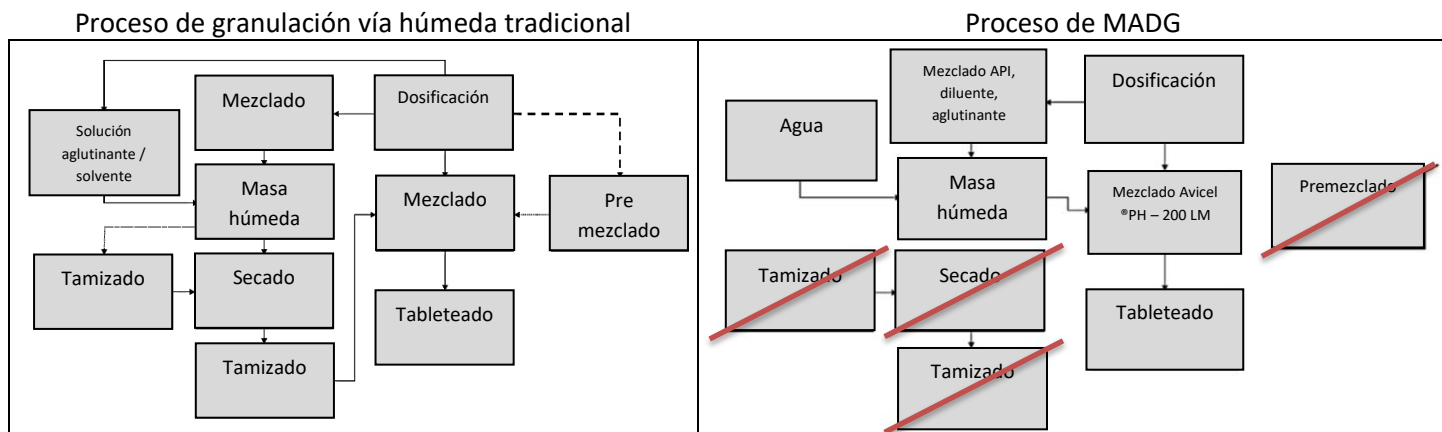 Proceso de granulación vía húmeda tradicional
Mezclado
Dosificación
Solución
aglutinante /
solvente
Masa
húmeda
Mezclado
Pre
mezclado
Tamizado
Secado
Tableteado
Tamizado
Proceso de MADG
Mezclado API,
diluente,
aglutinante
Dosificación
Agua
Masa
húmeda
Mezclado Avicel
®PH – 200 LM
Premezclado
Tamizado
Secado
Tableteado
Tamizado